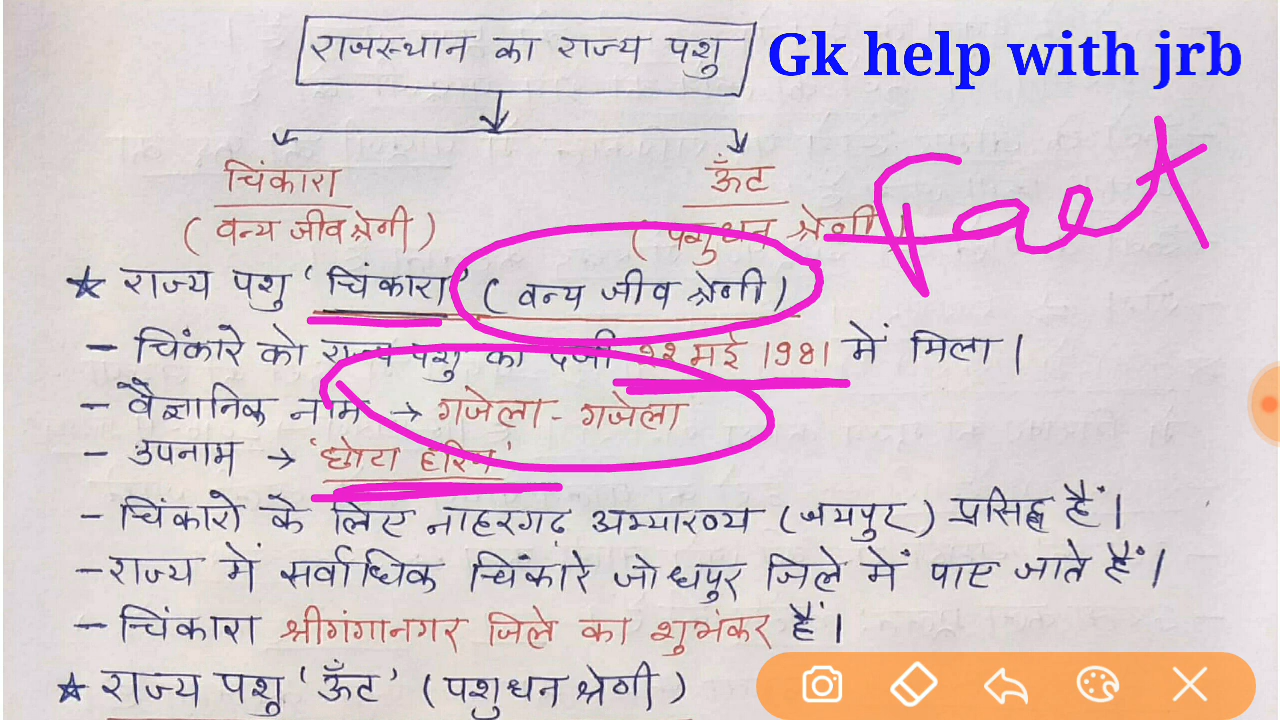 राजस्थान का राज्य पशु
Gk help with jrb
चिंकारा
ऊँट
( वन्य जीव श्रेणी )
( पशुधन श्रेणी )
Fact
★ राज्य पशु 'चिंकारा' ( वन्य जीव श्रेणी )
- चिंकारे को राज्य पशु का दर्जा २२ मई 1981 में मिला |
- वैज्ञानिक नाम → गजेला - गजेला
- उपनाम → 'छोटा हरिण'
- चिंकारो के लिए नाहरगढ अभ्यारण्य (जयपुर) प्रसिद्ध हैं |
- राज्य में सर्वाधिक चिंकारे जोधपुर जिले में पाए जाते हैं |
- चिंकारा श्रीगंगानगर जिले का शुभंकर हैं |
★ राज्य पशु 'ऊँट' ( पशुधन श्रेणी )